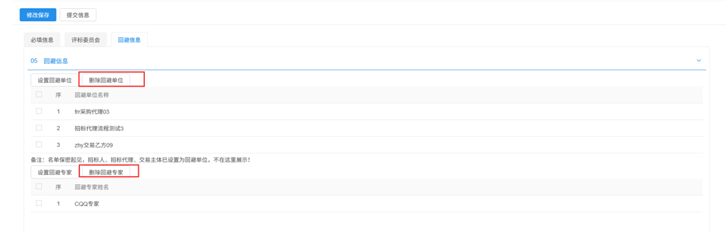 修改保存 提交信息
必填信息 评标委员会 回避信息
05 回避信息
设置回避单位 删除回避单位
序 回避单位名称
1 frr采购代理03
2 招标代理流程测试3
3 zhy交易乙方09
备注：名单保密起见，招标人、招标代理、交易主体已设置为回避单位，不在这里展示！
设置回避专家 删除回避专家
序 回避专家姓名
1 CQQ专家